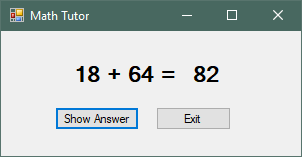 Math Tutor
18 + 64 = 82
Show Answer Exit